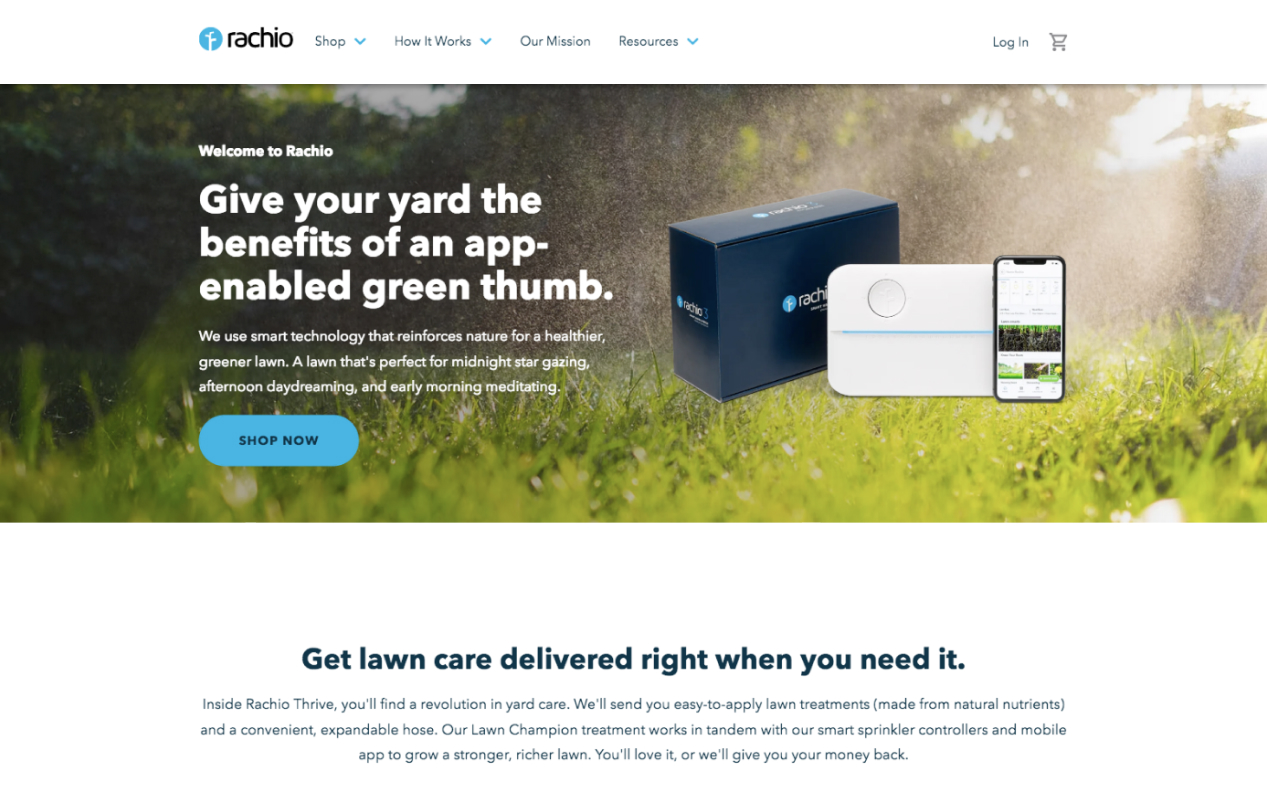 rachio
Shop
How It Works
Our Mission
Resources
Log In
Welcome to Rachio
Give your yard the
benefits of an app-
enabled green thumb.
We use smart technology that reinforces nature for a healthier,
greener lawn. A lawn that's perfect for midnight star gazing,
afternoon daydreaming, and early morning meditating.
SHOP NOW
rachio 3
rachio 3
rachi
Get lawn care delivered right when you need it.
Inside Rachio Thrive, you'll find a revolution in yard care. We'll send you easy-to-apply lawn treatments (made from natural nutrients)
and a convenient, expandable hose. Our Lawn Champion treatment works in tandem with our smart sprinkler controllers and mobile
app to grow a stronger, richer lawn. You'll love it, or we'll give you your money back.